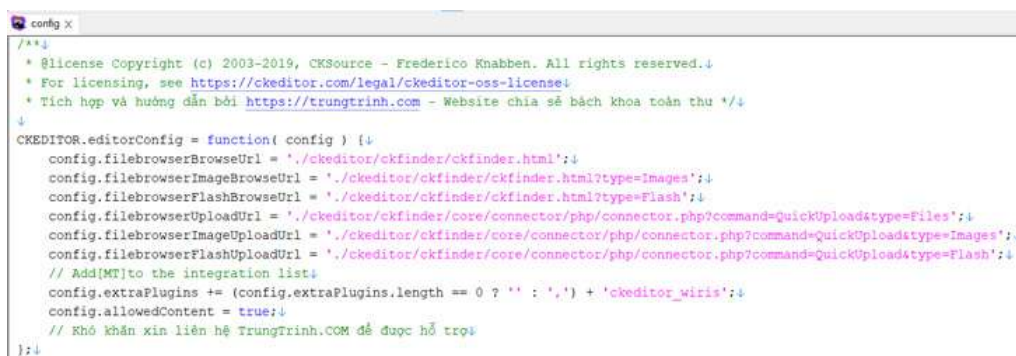 config ×
/**↓
 * @license Copyright (c) 2003-2019, CKSource - Frederico Knabben. All rights reserved.↓
 * For licensing, see https://ckeditor.com/legal/ckeditor-oss-license↓
 * Tích hợp và hướng dẫn bởi https://trungtrinh.com - Website chia sẽ bách khoa toàn thư */↓
↓
CKEDITOR.editorConfig = function( config ) {↓
    config.filebrowserBrowseUrl = './ckeditor/ckfinder/ckfinder.html';↓
    config.filebrowserImageBrowseUrl = './ckeditor/ckfinder/ckfinder.html?type=Images';↓
    config.filebrowserFlashBrowseUrl = './ckeditor/ckfinder/ckfinder.html?type=Flash';↓
    config.filebrowserUploadUrl = './ckeditor/ckfinder/core/connector/php/connector.php?command=QuickUpload&type=Files';↓
    config.filebrowserImageUploadUrl = './ckeditor/ckfinder/core/connector/php/connector.php?command=QuickUpload&type=Images';↓
    config.filebrowserFlashUploadUrl = './ckeditor/ckfinder/core/connector/php/connector.php?command=QuickUpload&type=Flash';↓
    // Add[MT]to the integration list↓
    config.extraPlugins += (config.extraPlugins.length == 0 ? '' : ',') + 'ckeditor_wiris';↓
    config.allowedContent = true;↓
    // Khó khăn xin liên hệ TrungTrinh.COM để được hỗ trợ↓
};↓